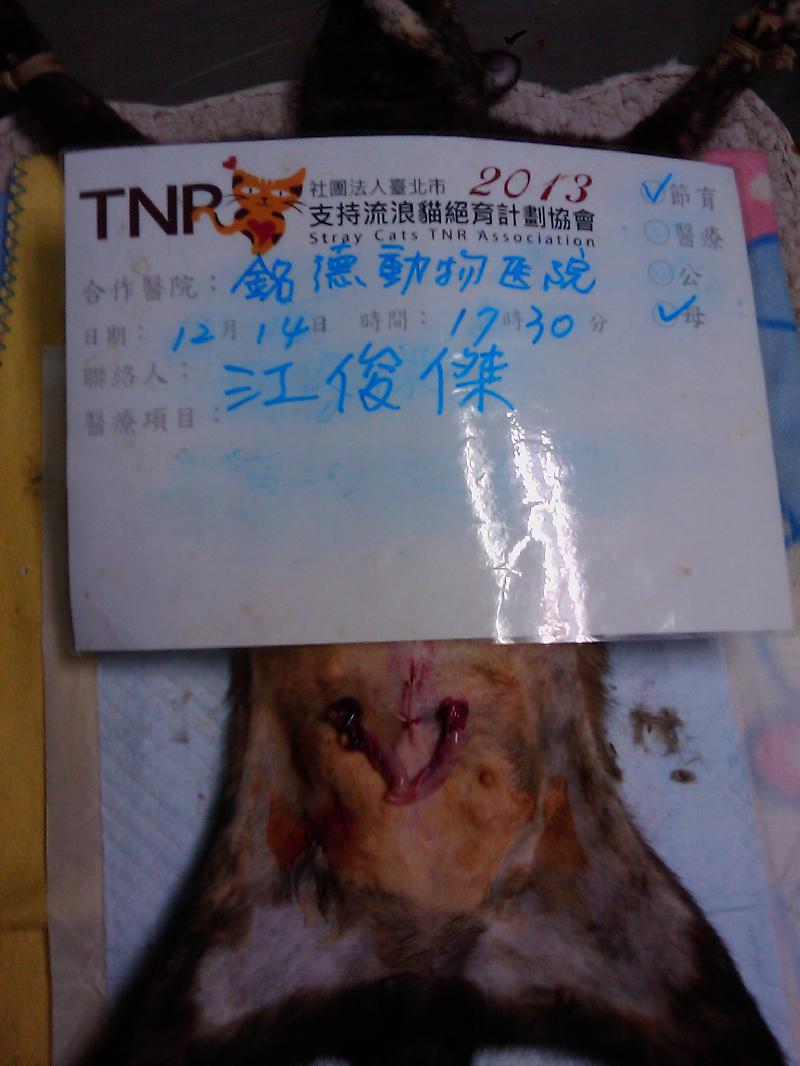 TNR 社團法人臺北市 2013
支持流浪貓絕育計劃協會
Stray Cats TNR Association
節育
醫療
公
母
合作醫院：銘德動物医院
日期：12月14日 時間：17時30分
聯絡人：江俊傑
醫療項目：